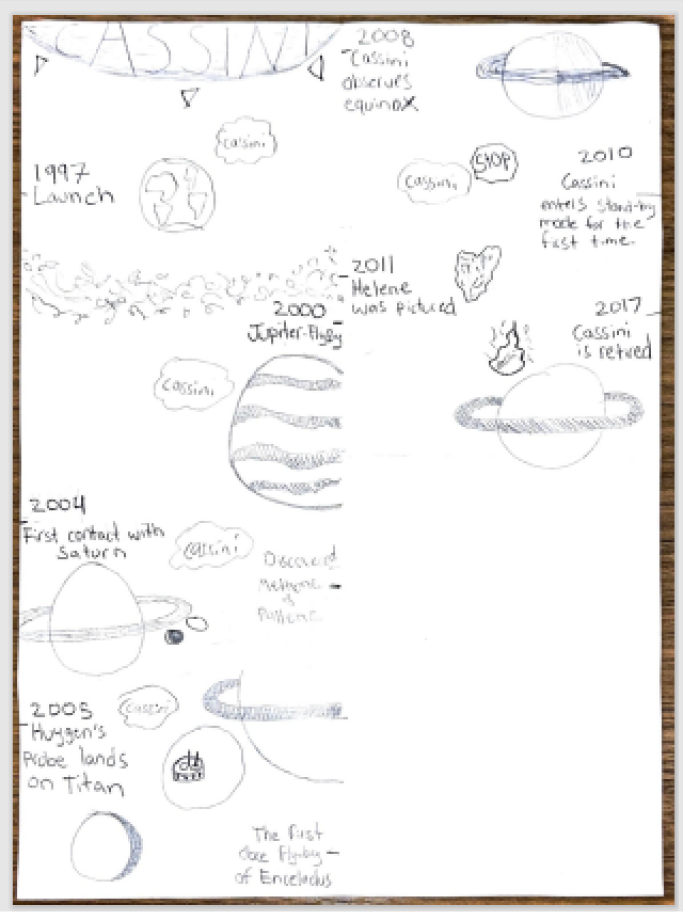 CASSINI
cassini
1997
Launch
2000
Jupiter-Flyby
cassini
2004
First contact with
Saturn
cassini
Discovered
Methone
&
Pallene
2005
cassini
Huygen's
Probe lands
on Titan
The first
close Flyby
of Enceladus
2008
Cassini
observes
equinox
STOP
cassini
2010
Cassini
enters stand-by
mode for the
first time.
2011
Helene
was pictured
2017
Cassini
is retired